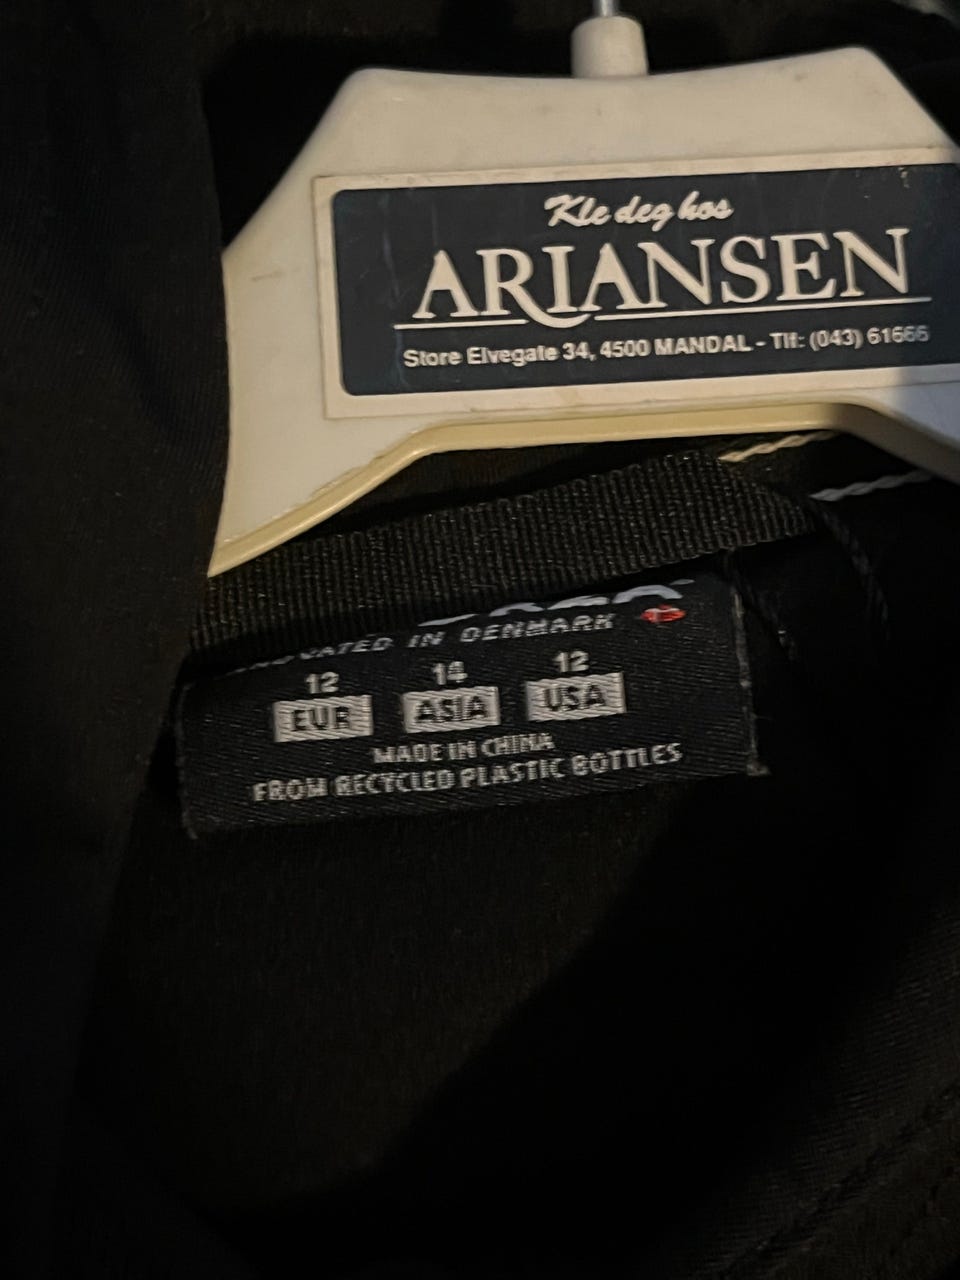 Kle deg hos
ARIANSEN
Store Elvegate 34, 4500 MANDAL - Tlf: (043) 61666
IN DENMARK
12 14 12
EUR ASIA USA
MADE IN CHINA
FROM RECYCLED PLASTIC BOTTLES